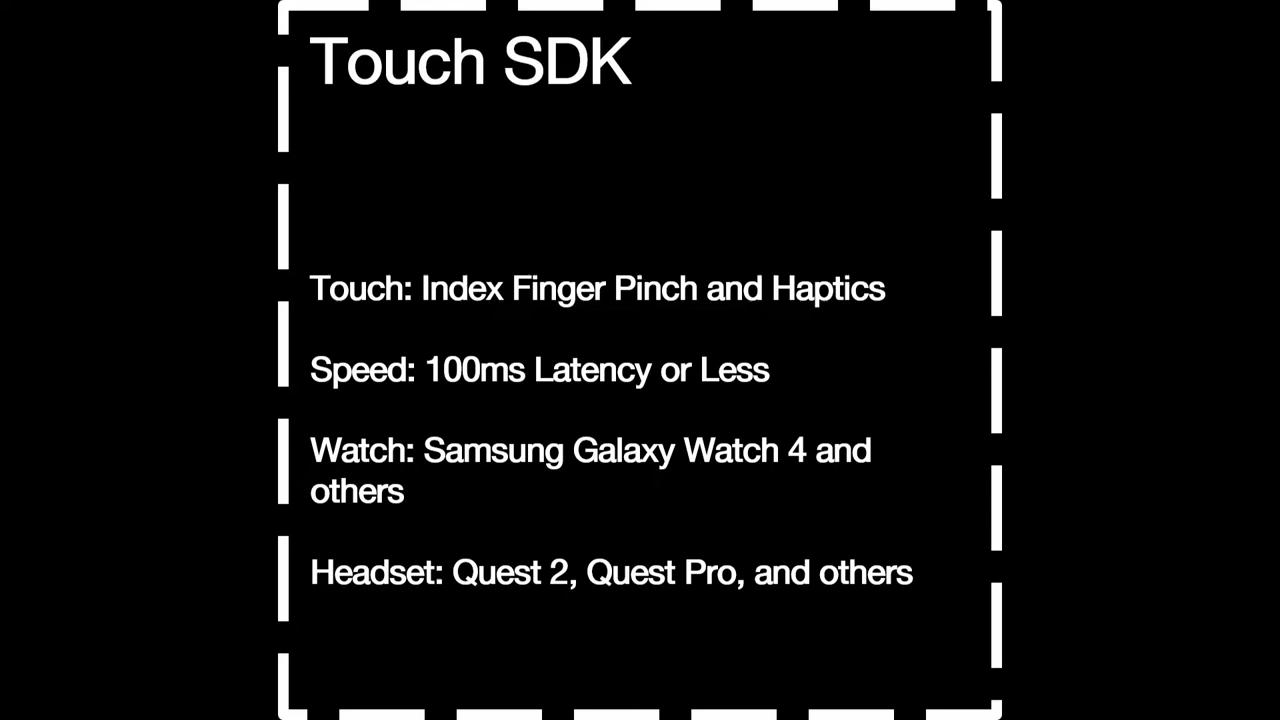 Touch SDK
Touch: Index Finger Pinch and Haptics
Speed: 100ms Latency or Less
Watch: Samsung Galaxy Watch 4 and
others
Headset: Quest 2, Quest Pro, and others